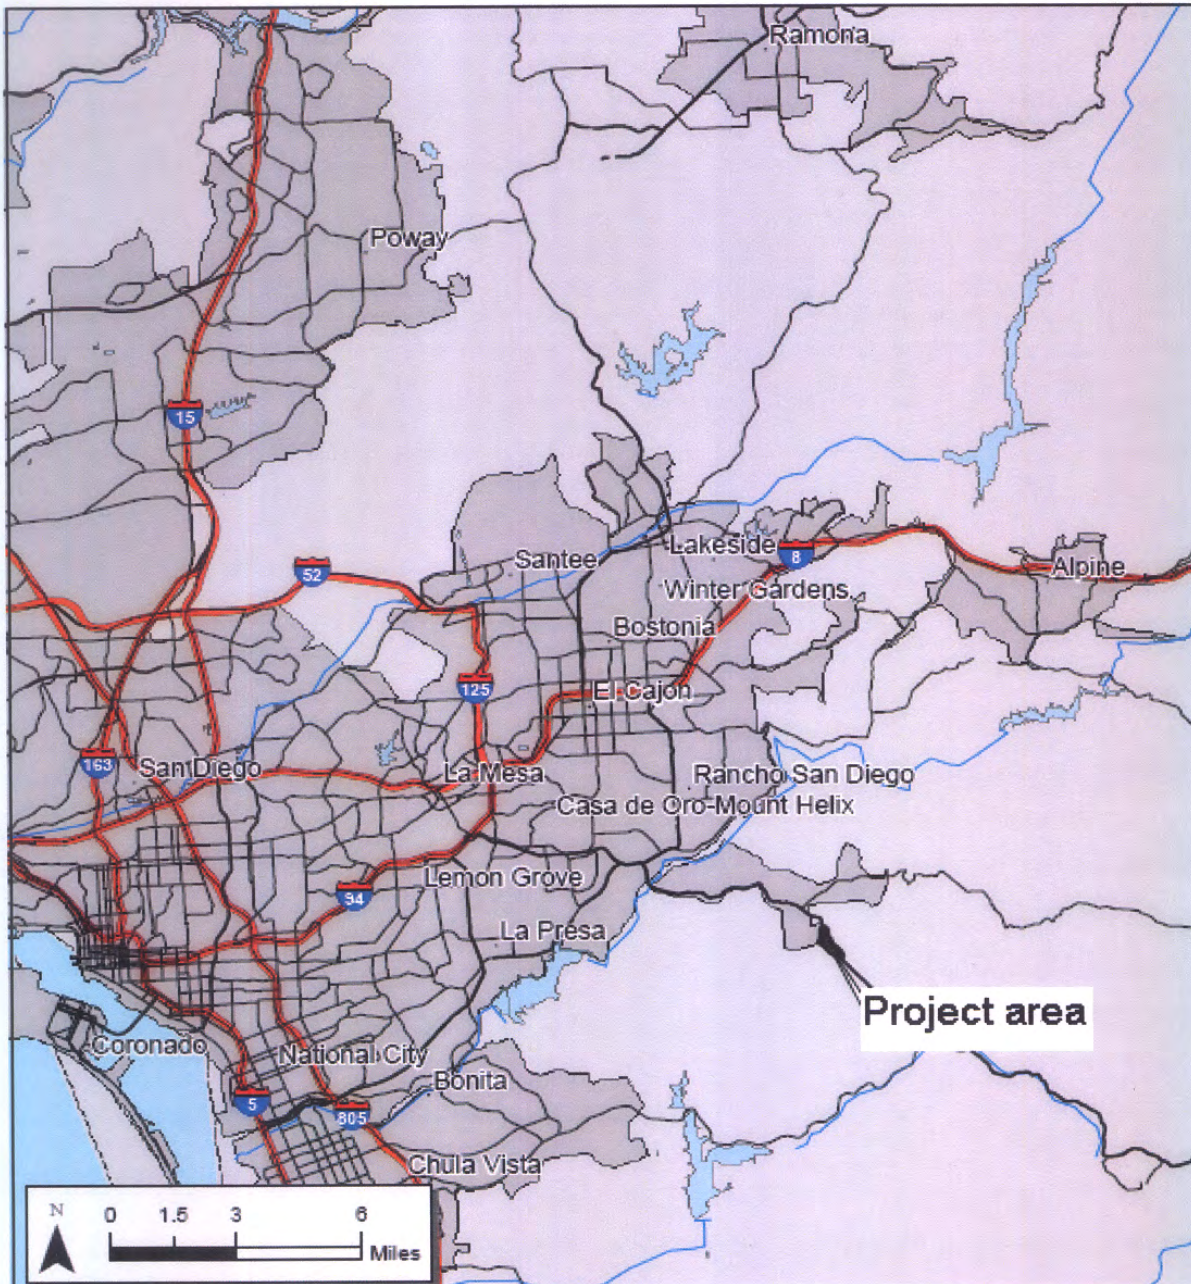 Ramona
Poway
15
Santee
Lakeside
8
52
Alpine
Winter Gardens
Bostonia
125
El Cajon
163
San Diego
La Mesa
Rancho San Diego
Casa de Oro-Mount Helix
Lemon Grove
94
La Presa
Project area
Coronado
National City
Bonita
5
805
Chula Vista
N
0 1.5 3 6
Miles